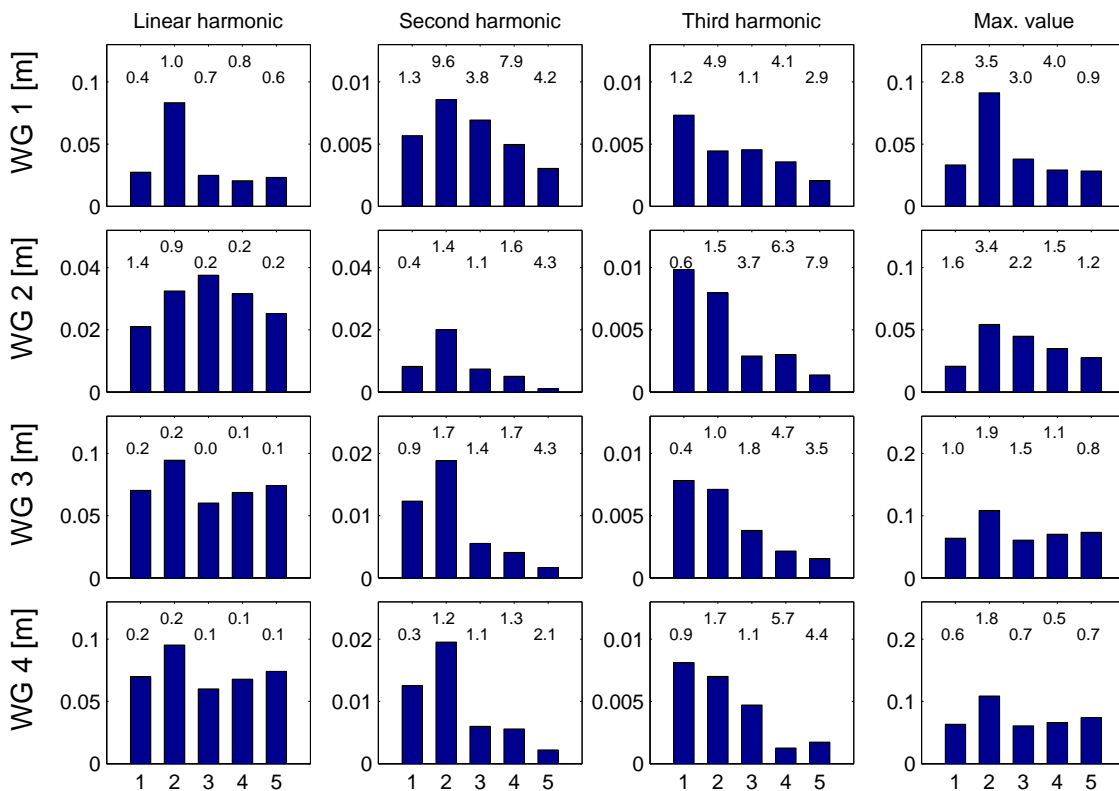 Linear harmonic Second harmonic Third harmonic Max. value
WG 1 [m]
0.1
0.05
0
1.0 0.8
0.4 0.7 0.6
0.01
0.005
0
9.6 7.9
1.3 3.8 4.2
0.01
0.005
0
4.9 4.1
1.2 1.1 2.9
0.1
0.05
0
3.5 4.0
2.8 3.0 0.9
WG 2 [m]
0.04
0.02
0
0.9 0.2
1.4 0.2 0.2
0.04
0.02
0
1.4 1.6
0.4 1.1 4.3
0.01
0.005
0
1.5 6.3
0.6 3.7 7.9
0.1
0.05
0
3.4 1.5
1.6 2.2 1.2
WG 3 [m]
0.1
0.05
0
0.2 0.1
0.2 0.0 0.1
0.02
0.01
0
1.7 1.7
0.9 1.4 4.3
0.01
0.005
0
1.0 4.7
0.4 1.8 3.5
0.2
0.1
0
1.9 1.1
1.0 1.5 0.8
WG 4 [m]
0.1
0.05
0
0.2 0.1
0.2 0.1 0.1
0.02
0.01
0
1.2 1.3
0.3 1.1 2.1
0.01
0.005
0
1.7 5.7
0.9 1.1 4.4
0.2
0.1
0
1.8 0.5
0.6 0.7 0.7
1 2 3 4 5 1 2 3 4 5 1 2 3 4 5 1 2 3 4 5